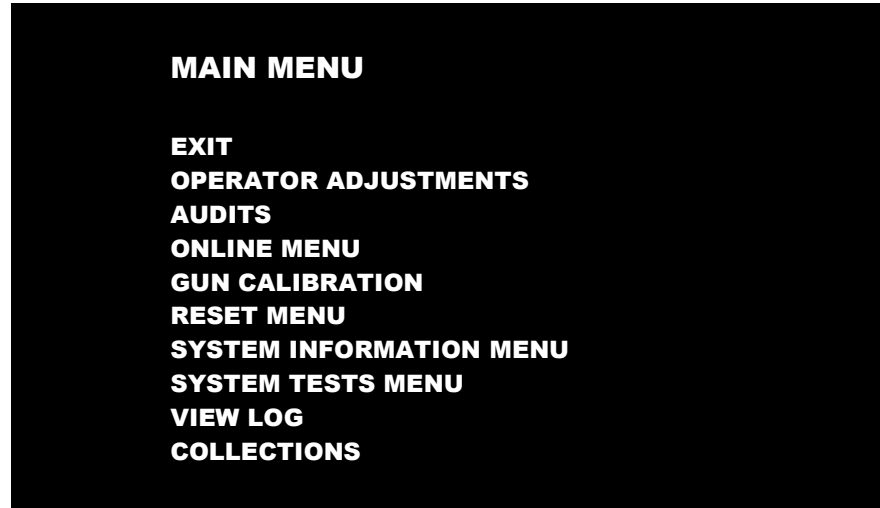 MAIN MENU
EXIT
OPERATOR ADJUSTMENTS
AUDITS
ONLINE MENU
GUN CALIBRATION
RESET MENU
SYSTEM INFORMATION MENU
SYSTEM TESTS MENU
VIEW LOG
COLLECTIONS